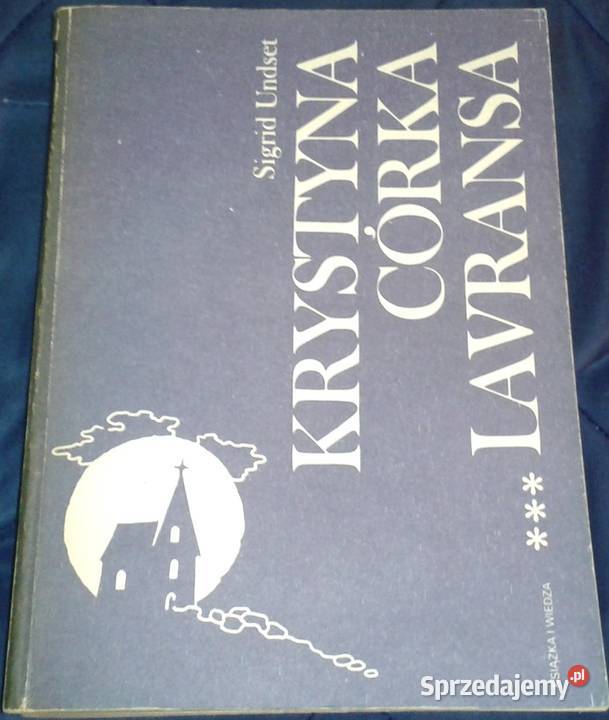 Sigrid Undset
KRYSTYNA
CÓRKA
LAVRANSA
***
SIĄŻKA I WIEDZA
Sprzedajemy.pl